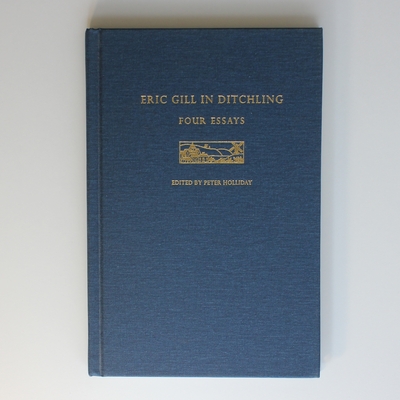 ERIC GILL IN DITCHLING
FOUR ESSAYS
EDITED BY PETER HOLLIDAY